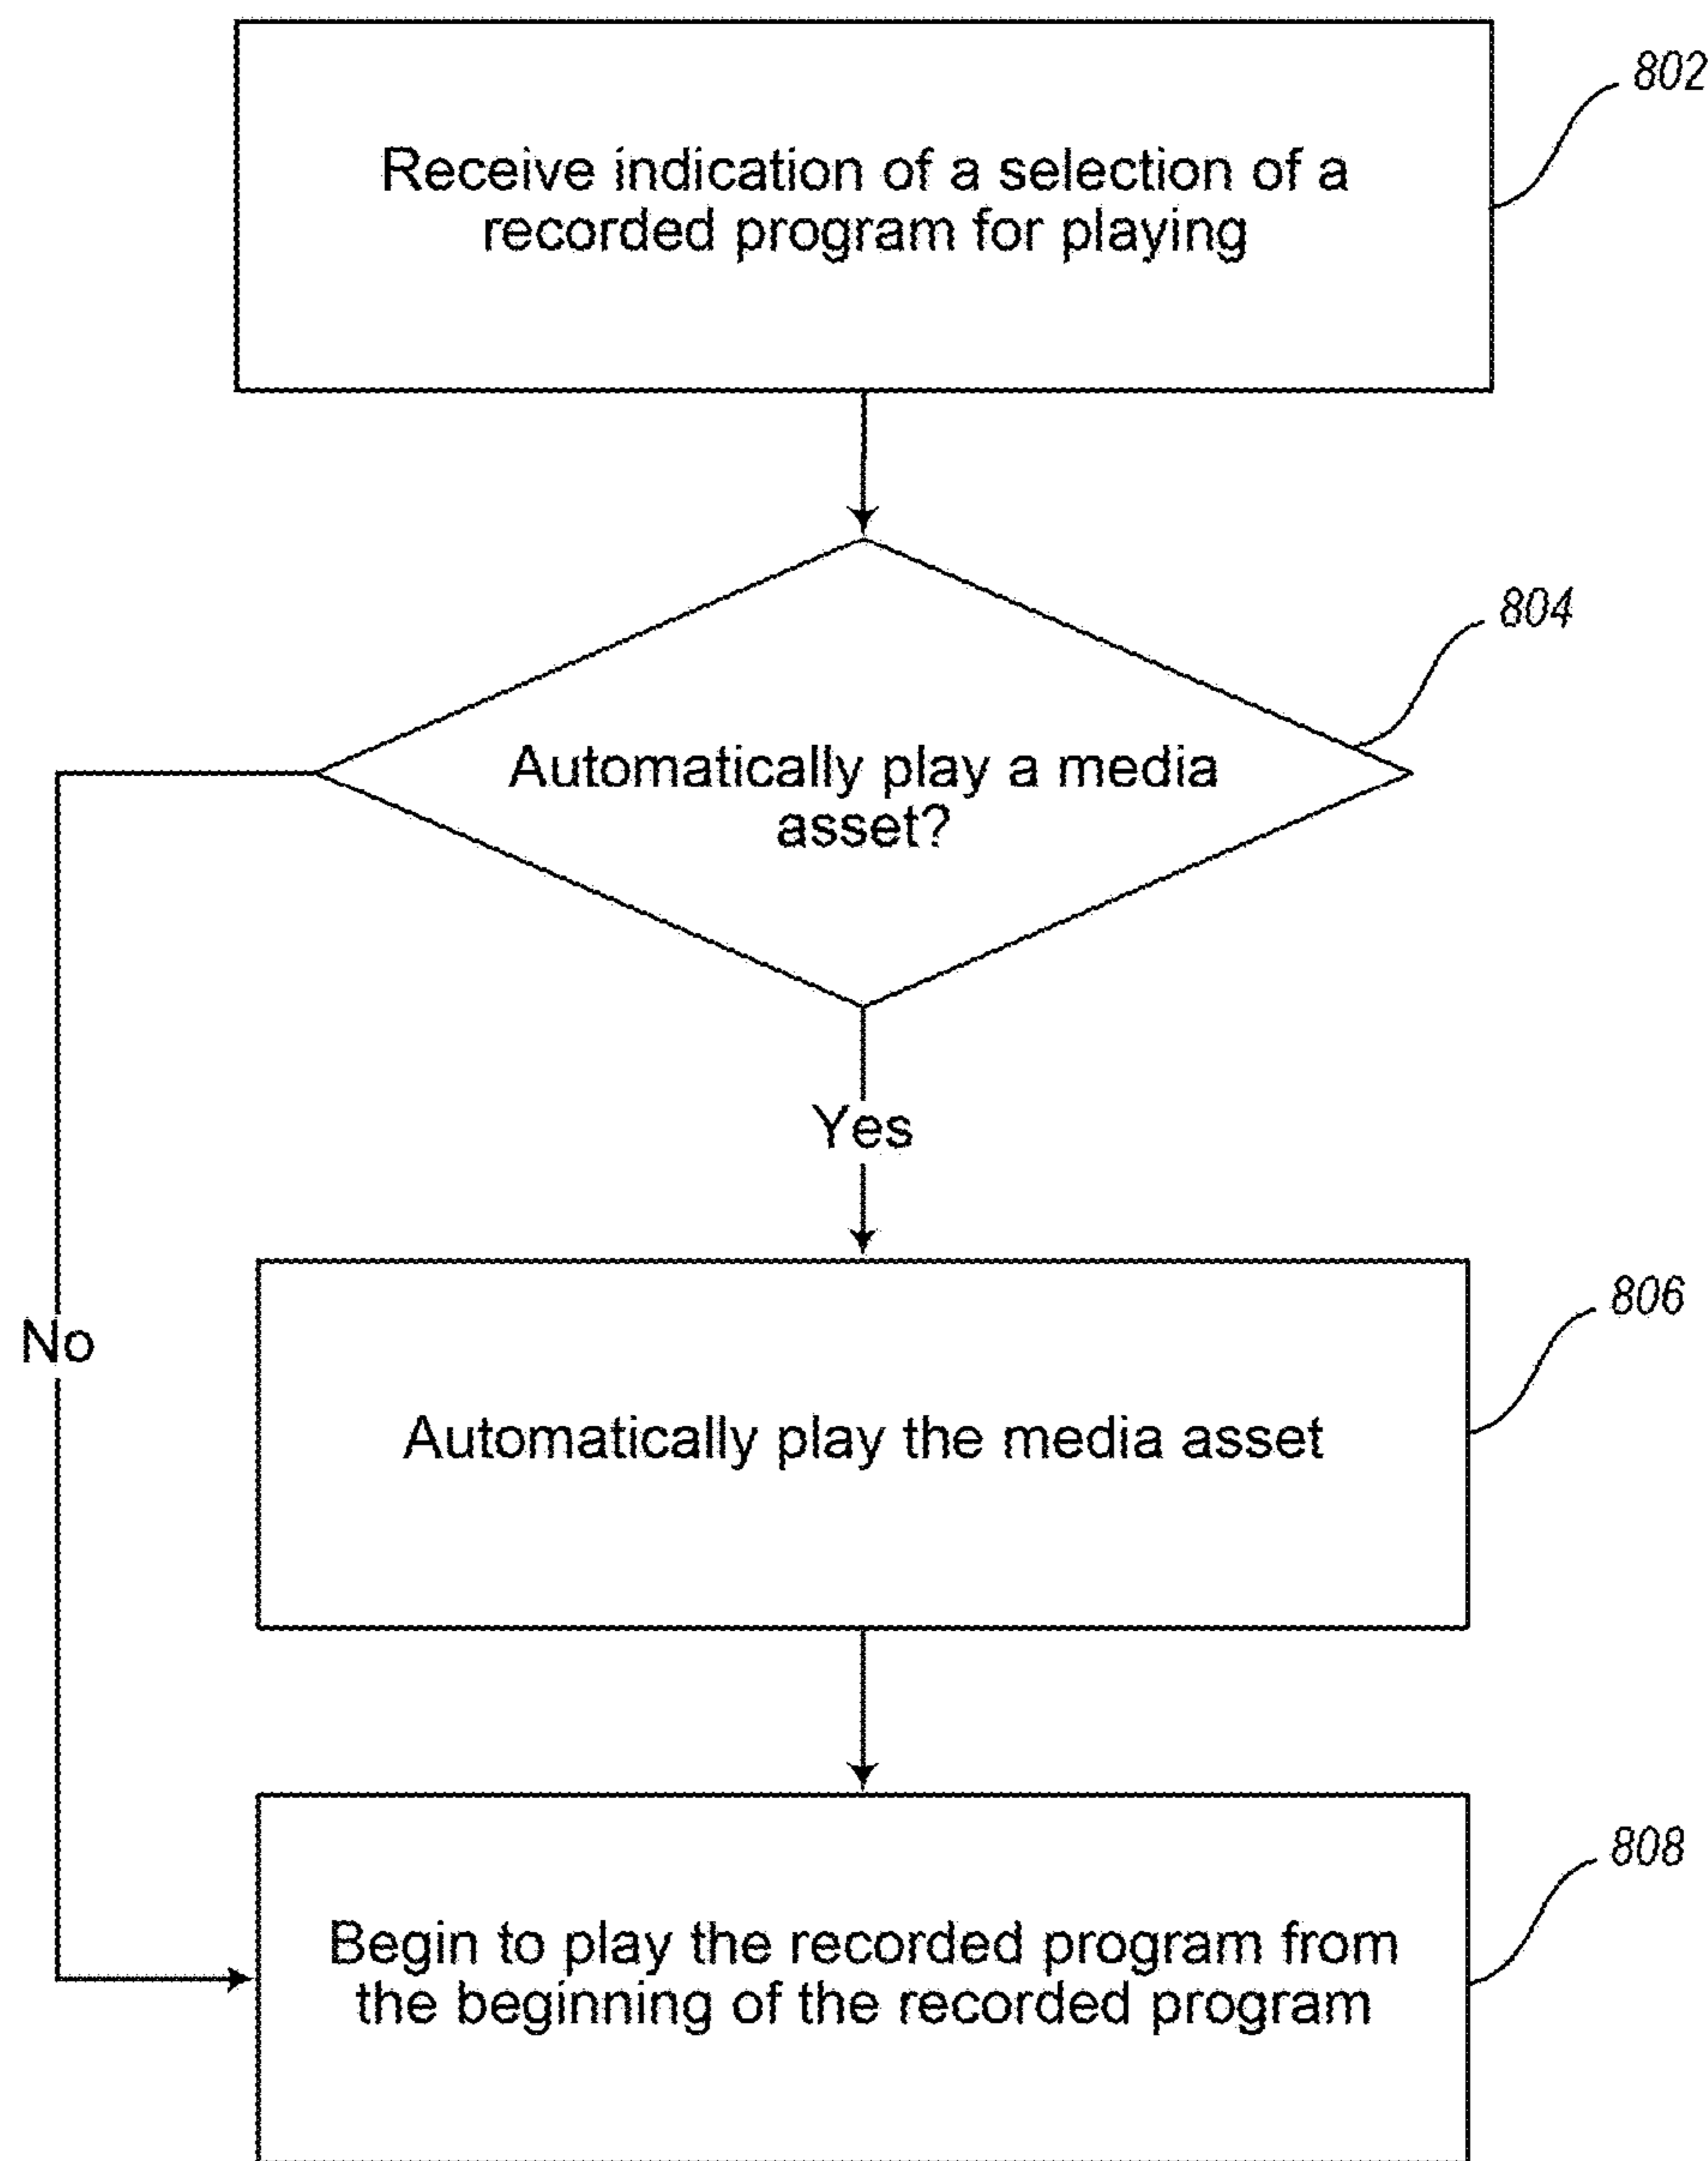 802
Receive indication of a selection of a
recorded program for playing
804
Automatically play a media
asset?
Yes
No
806
Automatically play the media asset
808
Begin to play the recorded program from
the beginning of the recorded program